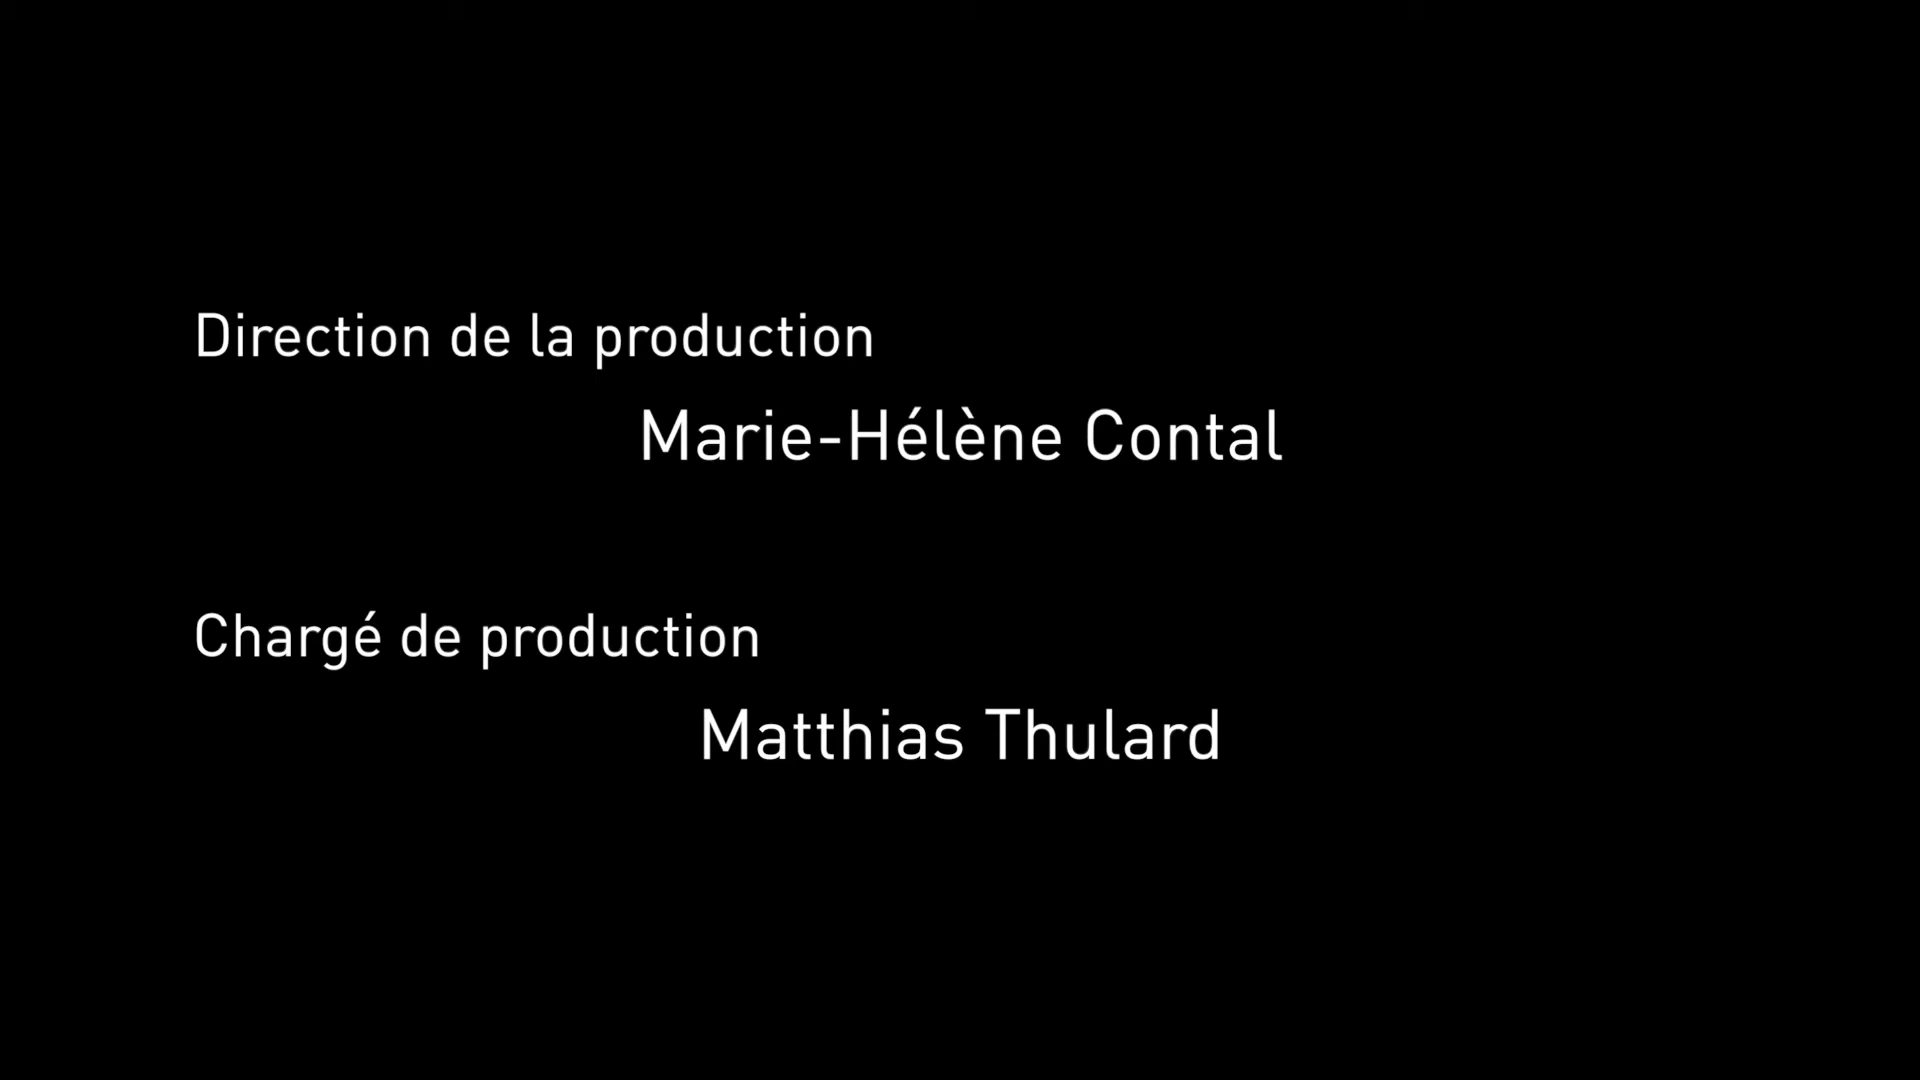 Direction de la production
Marie-Hélène Contal
Chargé de production
Matthias Thulard